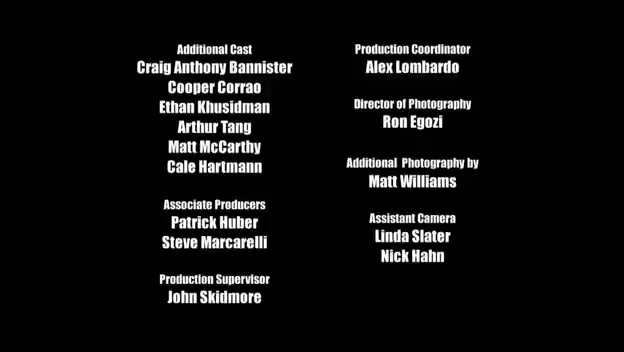 Additional Cast
Craig Anthony Bannister
Cooper Corrao
Ethan Khusidman
Arthur Tang
Matt McCarthy
Cale Hartmann
Associate Producers
Patrick Huber
Steve Marcarelli
Production Supervisor
John Skidmore
Production Coordinator
Alex Lombardo
Director of Photography
Ron Egozi
Additional Photography by
Matt Williams
Assistant Camera
Linda Slater
Nick Hahn